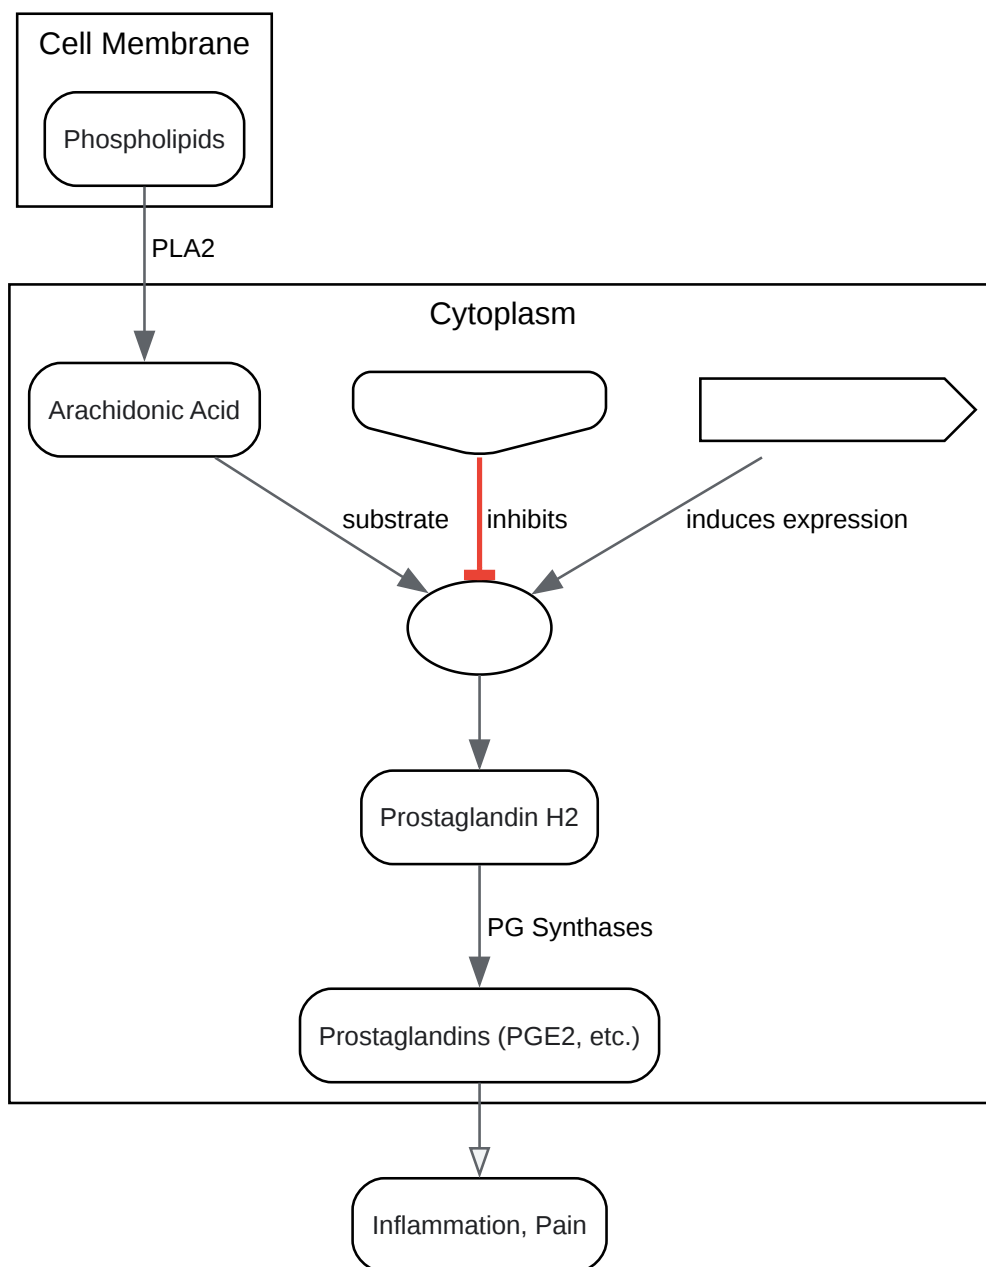 Cell Membrane
Phospholipids
PLA2
Cytoplasm
Arachidonic Acid
substrate
inhibits
induces expression
Prostaglandin H2
PG Synthases
Prostaglandins (PGE2, etc.)
Inflammation, Pain